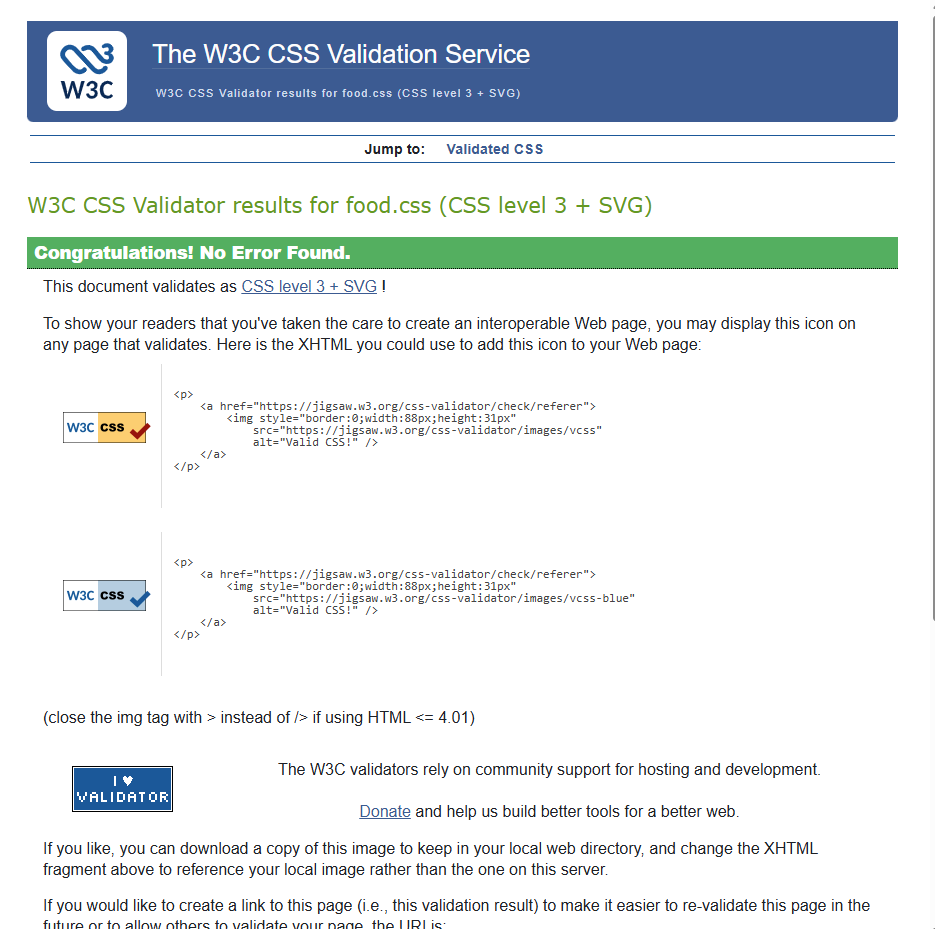 W3C
The W3C CSS Validation Service
W3C CSS Validator results for food.css (CSS level 3 + SVG)
Jump to: Validated CSS
W3C CSS Validator results for food.css (CSS level 3 + SVG)
Congratulations! No Error Found.
This document validates as CSS level 3 + SVG !
To show your readers that you've taken the care to create an interoperable Web page, you may display this icon on
any page that validates. Here is the XHTML you could use to add this icon to your Web page:
W3C css
<p>
    <a href="https://jigsaw.w3.org/css-validator/check/referer">
        <img style="border:0;width:88px;height:31px"
            src="https://jigsaw.w3.org/css-validator/images/vcss"
            alt="Valid CSS!" />
    </a>
</p>
W3C css
<p>
    <a href="https://jigsaw.w3.org/css-validator/check/referer">
        <img style="border:0;width:88px;height:31px"
            src="https://jigsaw.w3.org/css-validator/images/vcss-blue"
            alt="Valid CSS!" />
    </a>
</p>
(close the img tag with > instead of /> if using HTML <= 4.01)
I ♥
VALIDATOR
The W3C validators rely on community support for hosting and development.
Donate and help us build better tools for a better web.
If you like, you can download a copy of this image to keep in your local web directory, and change the XHTML
fragment above to reference your local image rather than the one on this server.
If you would like to create a link to this page (i.e., this validation result) to make it easier to re-validate this page in the
future or to allow others to validate your page, the URI is: